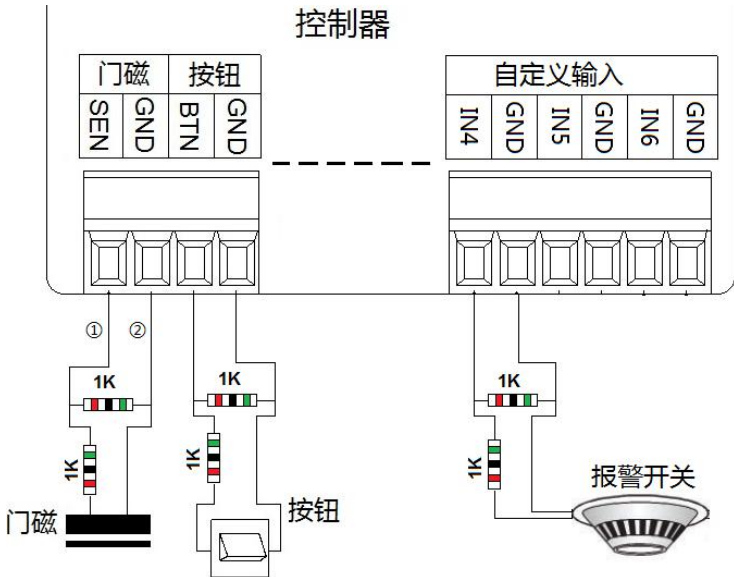 控制器
门磁 按钮 自定义输入
SEN GND BTN GND IN4 GND IN5 GND IN6 GND
① ②
1K 1K 1K
1K 1K 1K
门磁 按钮 报警开关